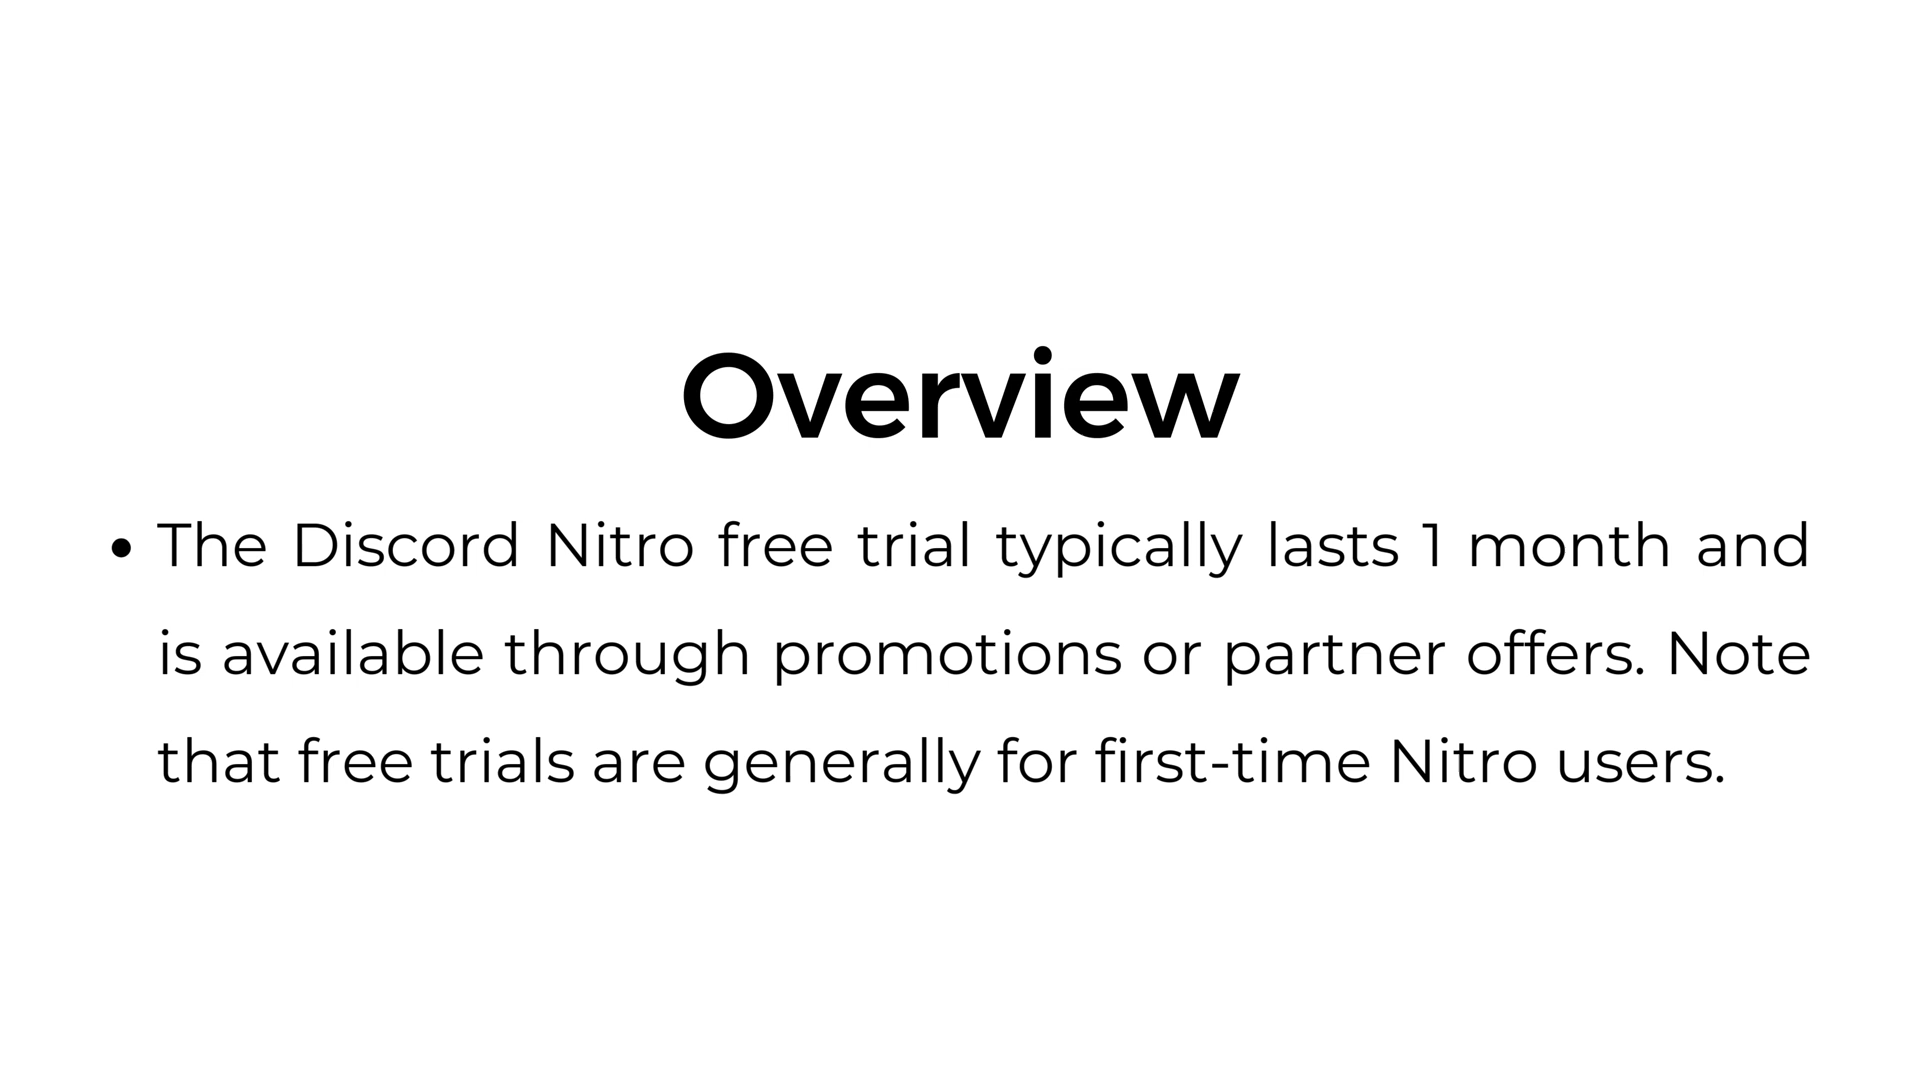 Overview
• The Discord Nitro free trial typically lasts 1 month and
is available through promotions or partner offers. Note
that free trials are generally for first-time Nitro users.